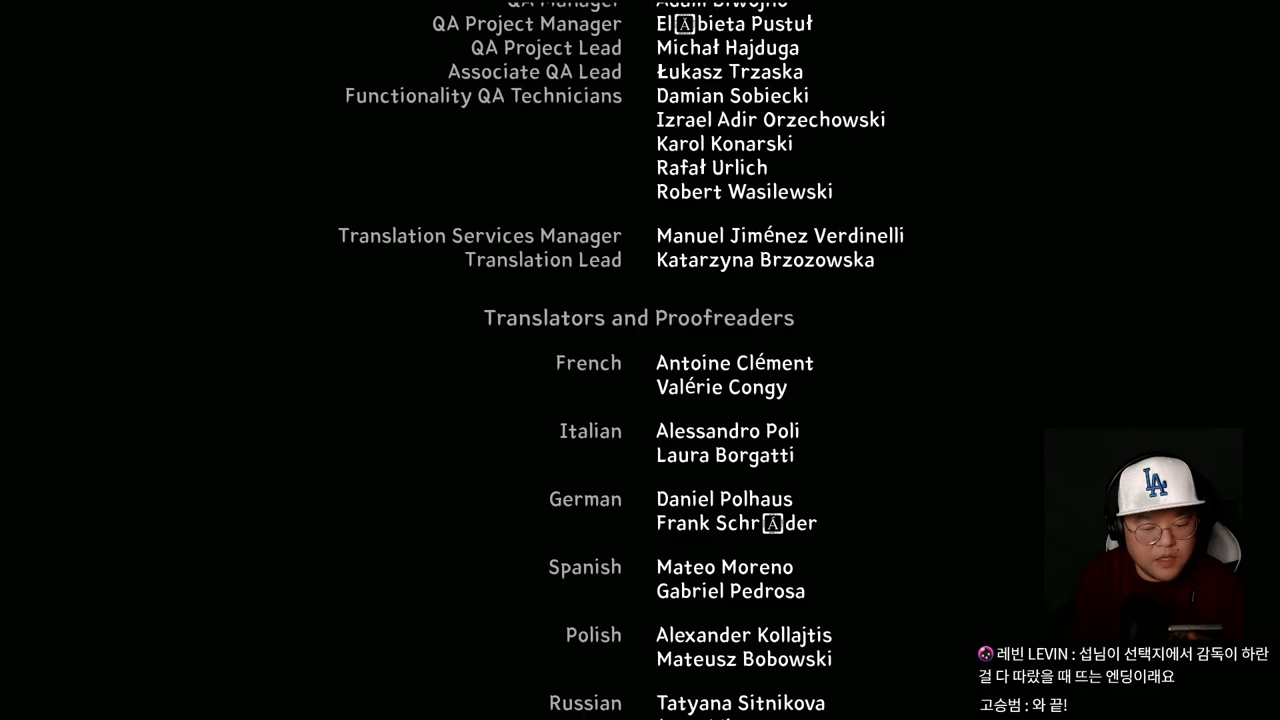 QA Project Manager El bieta Pustuł
QA Project Lead Michał Hajduga
Associate QA Lead Łukasz Trzaska
Functionality QA Technicians Damian Sobiecki
Izrael Adir Orzechowski
Karol Konarski
Rafał Urlich
Robert Wasilewski
Translation Services Manager Manuel Jiménez Verdinelli
Translation Lead Katarzyna Brzozowska
Translators and Proofreaders
French Antoine Clément
Valérie Congy
Italian Alessandro Poli
Laura Borgatti
German Daniel Polhaus
Frank Schr der
Spanish Mateo Moreno
Gabriel Pedrosa
Polish Alexander Kollajtis
Mateusz Bobowski
Russian Tatyana Sitnikova
LA
레빈 LEVIN : 섭님이 선택지에서 감독이 하란
걸 다 따랐을 때 뜨는 엔딩이래요
고승범 : 와 끝!